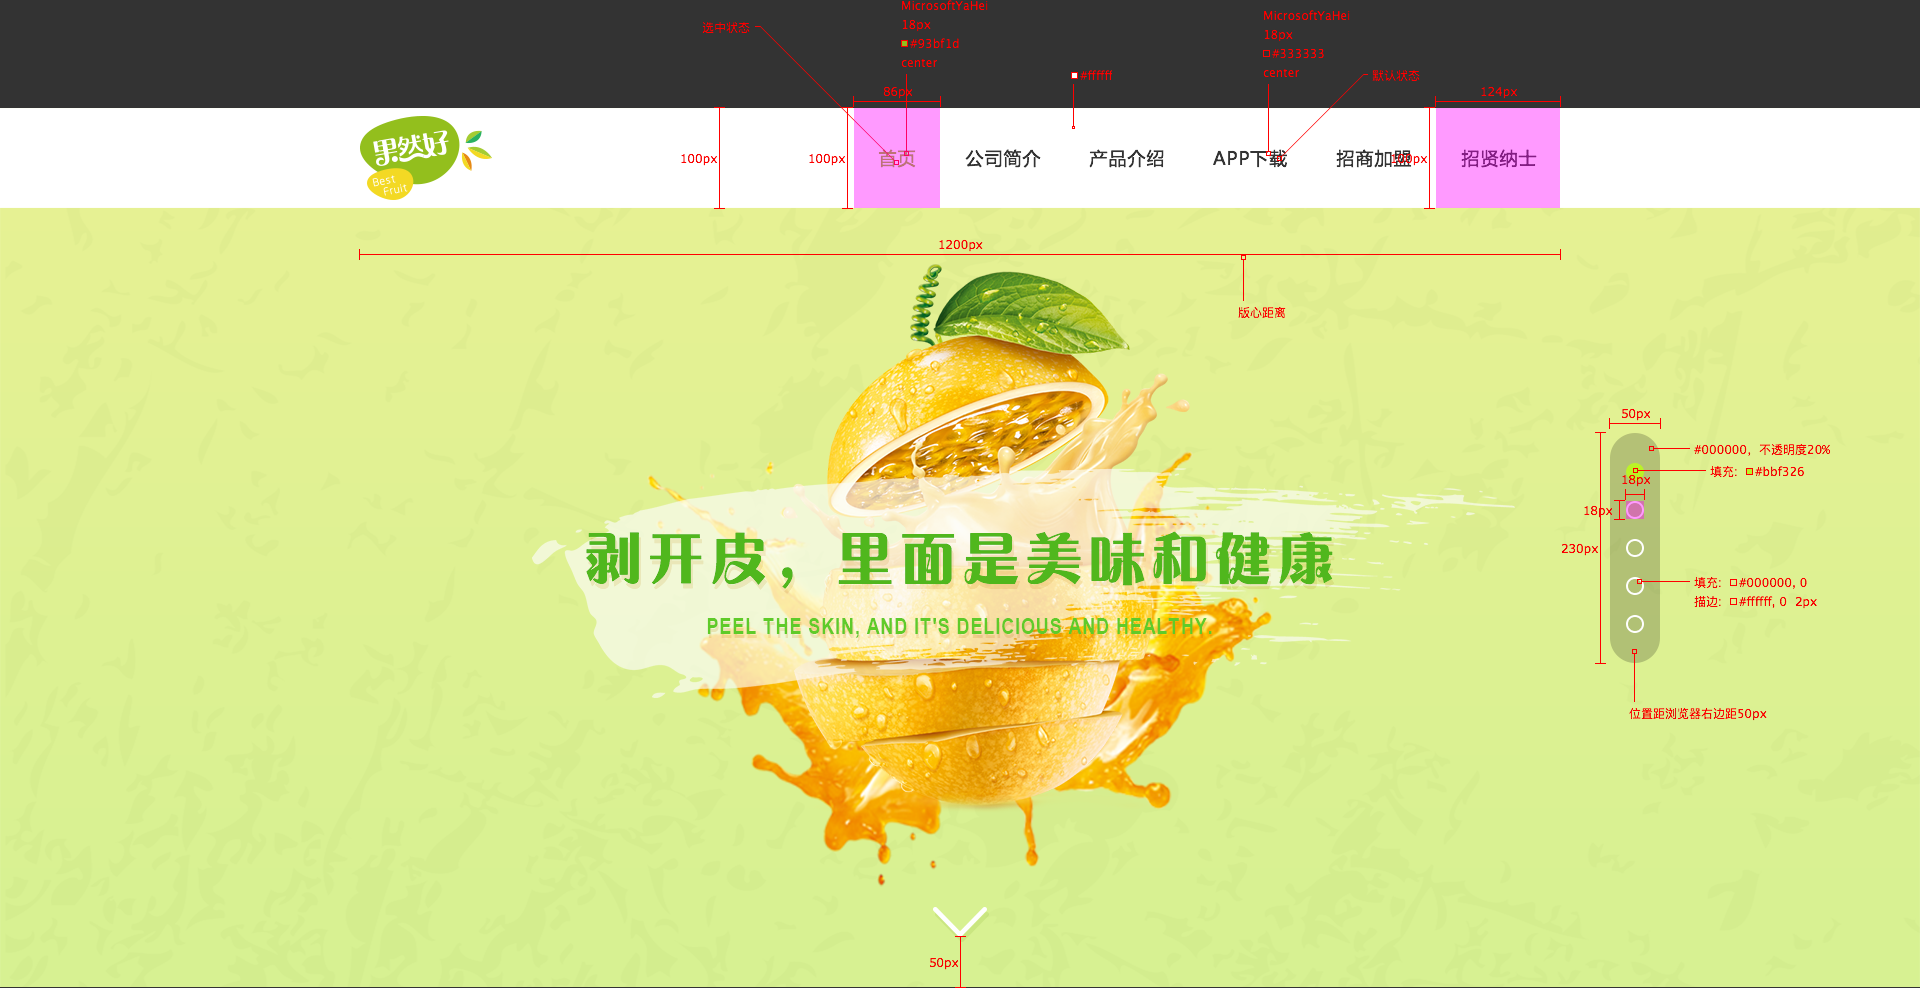 MicrosoftYaHei
18px
#93bf1d
center
选中状态
MicrosoftYaHei
18px
#333333
center
默认状态
#ffffff
86px
124px
果然好
Best
Fruit
100px
100px
首页
公司简介
产品介绍
APP下载
招商加盟
100px
招贤纳士
1200px
版心距离
50px
#000000，不透明度20%
填充：#bbf326
18px
18px
230px
填充：#000000, 0
描边：#ffffff, 0 2px
位置距浏览器右边距50px
剥开皮，里面是美味和健康
PEEL THE SKIN, AND IT'S DELICIOUS AND HEALTHY.
50px